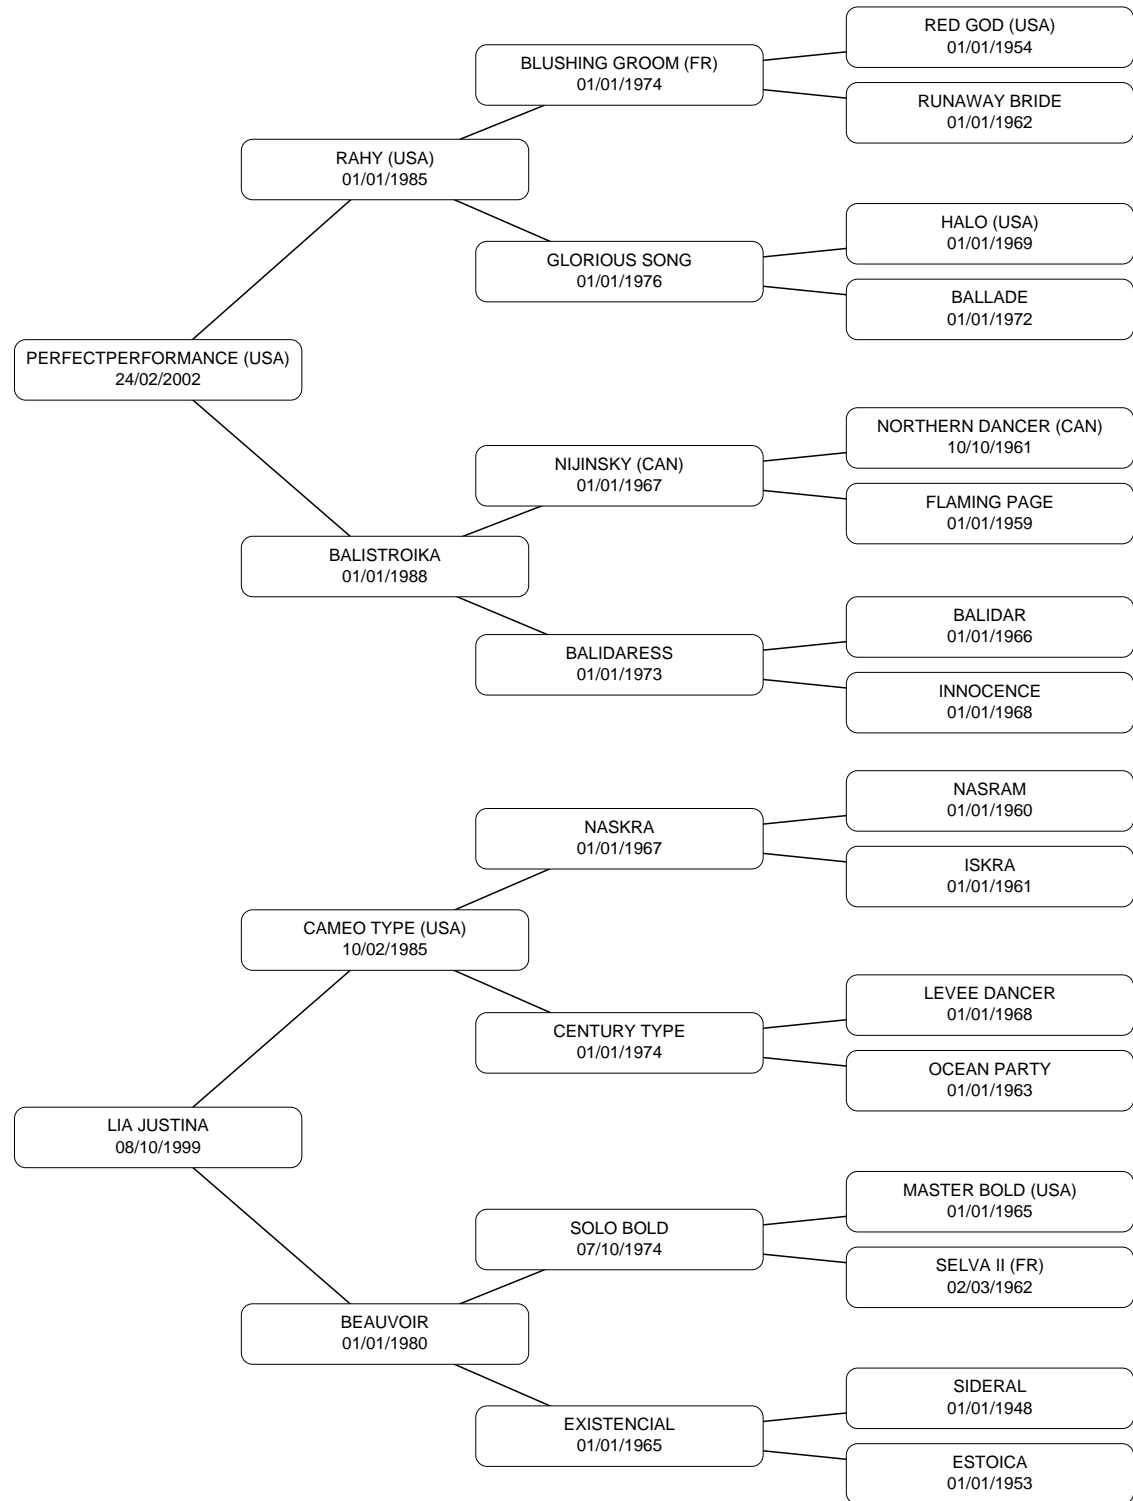 RED GOD (USA)
01/01/1954
BLUSHING GROOM (FR)
01/01/1974
RUNAWAY BRIDE
01/01/1962
RAHY (USA)
01/01/1985
HALO (USA)
01/01/1969
GLORIOUS SONG
01/01/1976
BALLADE
01/01/1972
PERFECTPERFORMANCE (USA)
24/02/2002
NORTHERN DANCER (CAN)
10/10/1961
NIJINSKY (CAN)
01/01/1967
FLAMING PAGE
01/01/1959
BALISTROIKA
01/01/1988
BALIDAR
01/01/1966
BALIDARESS
01/01/1973
INNOCENCE
01/01/1968
NASRAM
01/01/1960
NASKRA
01/01/1967
ISKRA
01/01/1961
CAMEO TYPE (USA)
10/02/1985
LEVEE DANCER
01/01/1968
CENTURY TYPE
01/01/1974
OCEAN PARTY
01/01/1963
LIA JUSTINA
08/10/1999
MASTER BOLD (USA)
01/01/1965
SOLO BOLD
07/10/1974
SELVA II (FR)
02/03/1962
BEAUVOIR
01/01/1980
SIDERAL
01/01/1948
EXISTENCIAL
01/01/1965
ESTOICA
01/01/1953